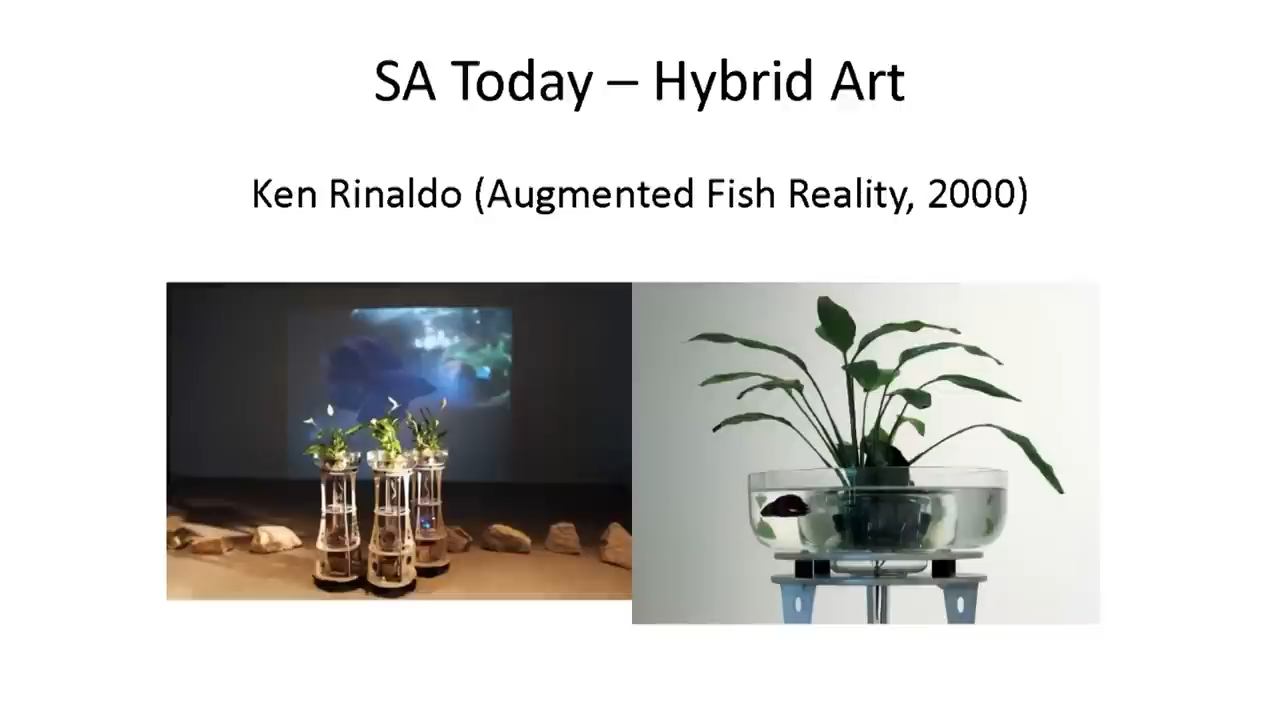 SA Today – Hybrid Art
Ken Rinaldo (Augmented Fish Reality, 2000)